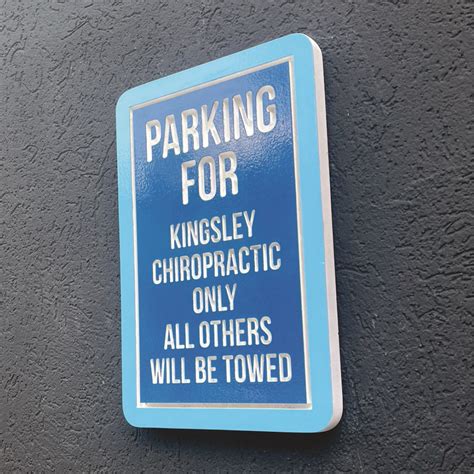 PARKING
FOR
KINGSLEY
CHIROPRACTIC
ONLY
ALL OTHERS
WILL BE TOWED